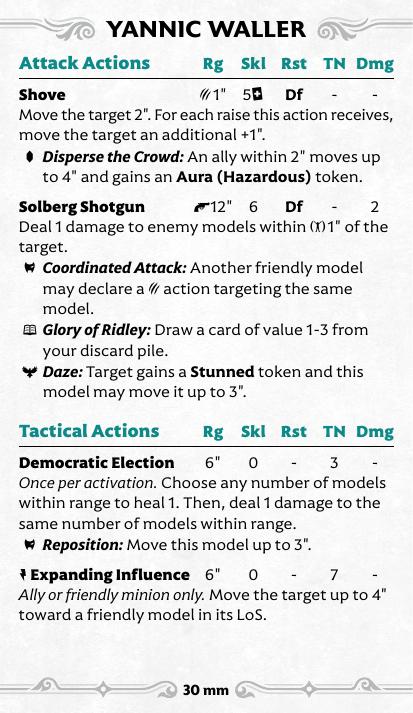 YANNIC WALLER
Attack Actions Rg Skl Rst TN Dmg
Shove 1" 5 Df - -
Move the target 2". For each raise this action receives,
move the target an additional +1".
Disperse the Crowd: An ally within 2" moves up
to 4" and gains an Aura (Hazardous) token.
Solberg Shotgun 12" 6 Df - 2
Deal 1 damage to enemy models within 1" of the
target.
Coordinated Attack: Another friendly model
may declare a action targeting the same
model.
Glory of Ridley: Draw a card of value 1-3 from
your discard pile.
Daze: Target gains a Stunned token and this
model may move it up to 3".
Tactical Actions Rg Skl Rst TN Dmg
Democratic Election 6" 0 - 3 -
Once per activation. Choose any number of models
within range to heal 1. Then, deal 1 damage to the
same number of models within range.
Reposition: Move this model up to 3".
Expanding Influence 6" 0 - 7 -
Ally or friendly minion only. Move the target up to 4"
toward a friendly model in its LoS.
30 mm